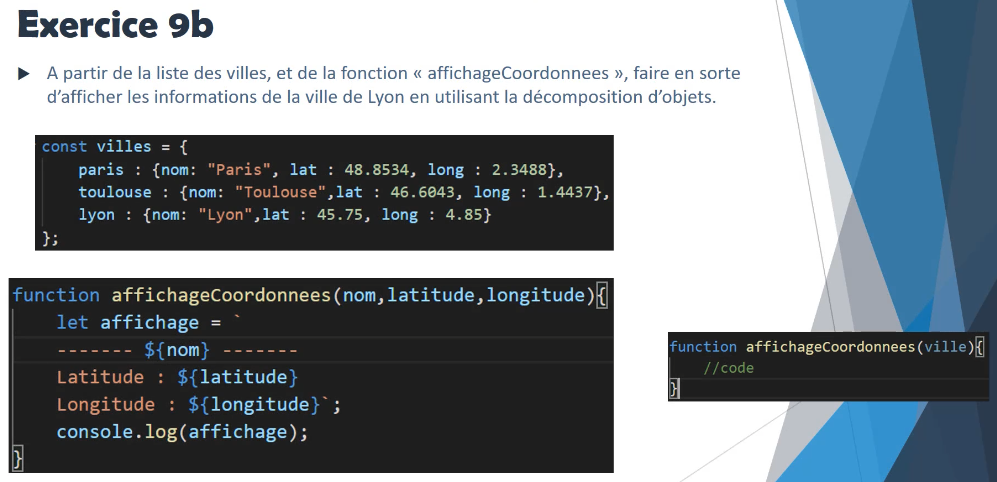 Exercice 9b
A partir de la liste des villes, et de la fonction « affichageCoordonnees », faire en sorte
d'afficher les informations de la ville de Lyon en utilisant la décomposition d'objets.
const villes = {
paris : {nom: "Paris", lat : 48.8534, long : 2.3488},
toulouse : {nom: "Toulouse",lat : 46.6043, long : 1.4437},
lyon : {nom: "Lyon",lat : 45.75, long : 4.85}
};
function affichageCoordonnees(nom,latitude,longitude){
let affichage = `
------- ${nom} -------
Latitude : ${latitude}
Longitude : ${longitude}`;
console.log(affichage);
}
function affichageCoordonnees(ville){
//code
}